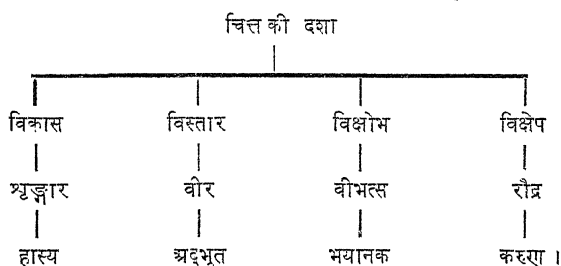 चित्त की दशा
विकास विस्तार विक्षोभ विक्षेप
शृङ्गार वीर वीभत्स रौद्र
हास्य अद्भूत भयानक करुणा ।